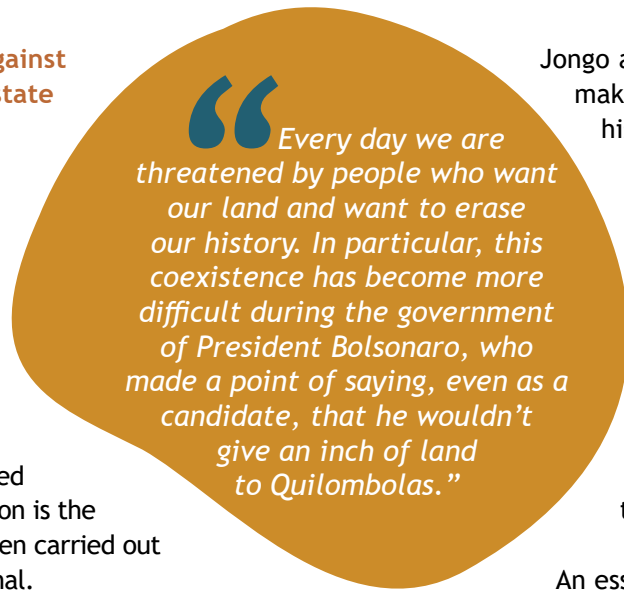 gainst
state
ed
on is the
en carried out
nal.
“Every day we are
threatened by people who want
our land and want to erase
our history. In particular, this
coexistence has become more
difficult during the government
of President Bolsonaro, who
made a point of saying, even as a
candidate, that he wouldn’t
give an inch of land
to Quilombolas.”
Jongo a
mak
hi
t
An ess